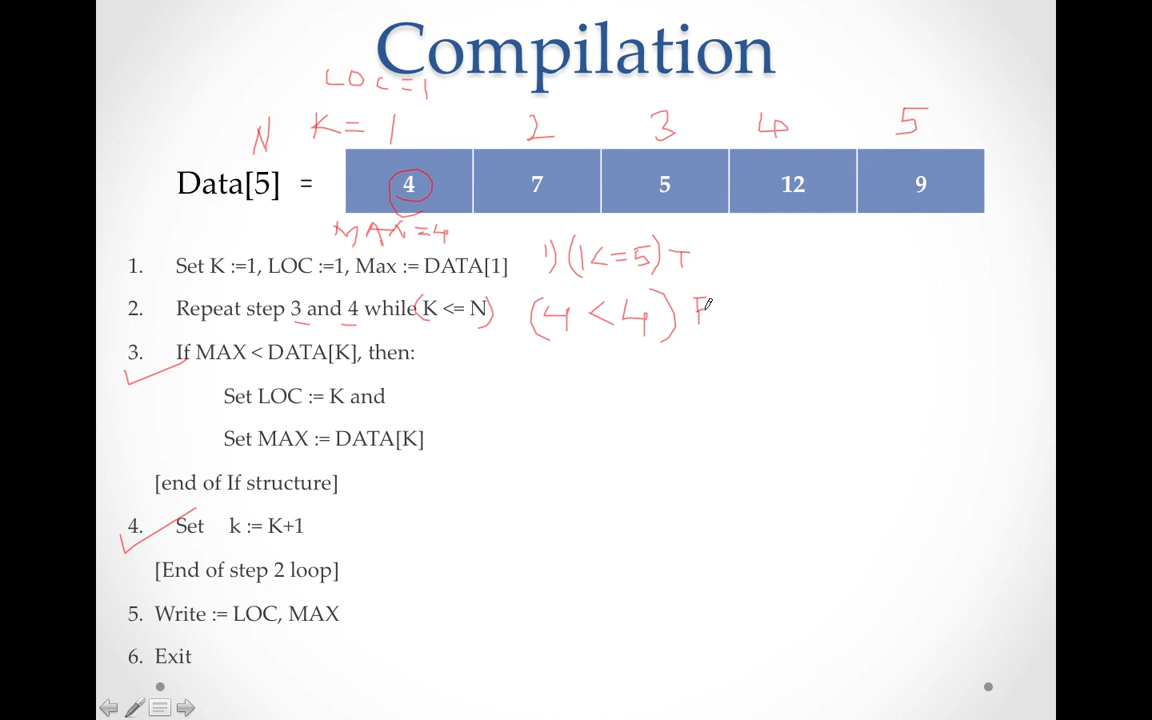 Compilation
LOC=1
N K= 1 2 3 4 5
Data[5] = 4 7 5 12 9
MAX=4
1. Set K :=1, LOC :=1, Max := DATA[1] 1) (1<=5) T
2. Repeat step 3 and 4 while (K <= N) (4 < 4) F
3. If MAX < DATA[K], then:
Set LOC := K and
Set MAX := DATA[K]
[end of If structure]
4. Set k := K+1
[End of step 2 loop]
5. Write := LOC, MAX
6. Exit